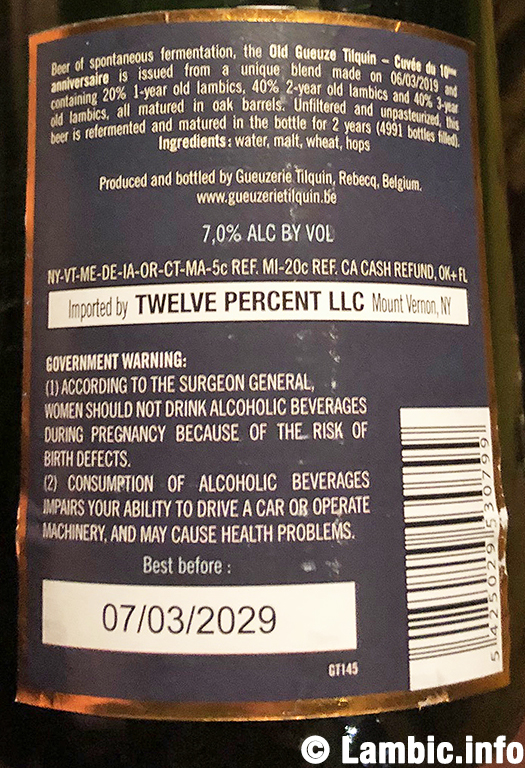 Beer of spontaneous fermentation, the Old Gueuze Tilquin – Cuvée du 10ème
anniversaire is issued from a unique blend made on 06/03/2019 and
containing 20% 1-year old lambics, 40% 2-year old lambics and 40% 3-year
old lambics, all matured in oak barrels. Unfiltered and unpasteurized, this
beer is refermented and matured in the bottle for 2 years (4991 bottles filled).
Ingredients: water, malt, wheat, hops
Produced and bottled by Gueuzerie Tilquin, Rebecq, Belgium.
www.gueuzerietilquin.be
7,0% ALC BY VOL
NY-VT-ME-DE-IA-OR-CT-MA-5c REF. MI-20c REF. CA CASH REFUND, OK+ FL
Imported by TWELVE PERCENT LLC Mount Vernon, NY
GOVERNMENT WARNING:
(1) ACCORDING TO THE SURGEON GENERAL,
WOMEN SHOULD NOT DRINK ALCOHOLIC BEVERAGES
DURING PREGNANCY BECAUSE OF THE RISK OF
BIRTH DEFECTS.
(2) CONSUMPTION OF ALCOHOLIC BEVERAGES
IMPAIRS YOUR ABILITY TO DRIVE A CAR OR OPERATE
MACHINERY, AND MAY CAUSE HEALTH PROBLEMS.
Best before :
07/03/2029
GT145
5 425029 530799
© Lambic.info